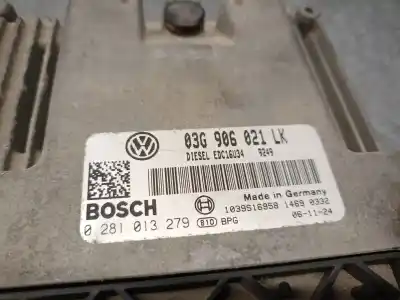 03G 906 021 LK
DIESEL EDC16U34 9249
Made in Germany
BOSCH 1039S16958 1469 0332
0 281 013 279 B1D BPG 06-11-24